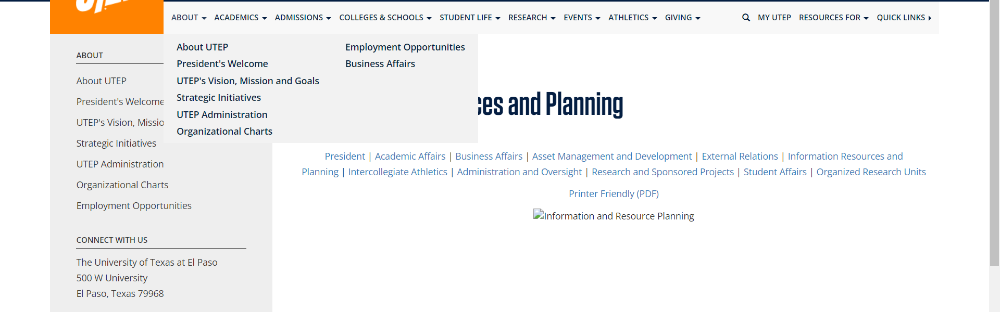 ABOUT ACADEMICS ADMISSIONS COLLEGES & SCHOOLS STUDENT LIFE RESEARCH EVENTS ATHLETICS GIVING MY UTEP RESOURCES FOR QUICK LINKS
About UTEP Employment Opportunities
President's Welcome Business Affairs
UTEP's Vision, Mission and Goals
Strategic Initiatives
UTEP Administration
Organizational Charts
ABOUT
About UTEP
President's Welcome
UTEP's Vision,
Strategic Initiatives
UTEP Administration
Organizational Charts
Employment Opportunities
CONNECT WITH US
The University of Texas at El Paso
500 W University
El Paso, Texas 79968
and Planning
President | Academic Affairs | Business Affairs | Asset Management and Development | External Relations | Information Resources and
Planning | Intercollegiate Athletics | Administration and Oversight | Research and Sponsored Projects | Student Affairs | Organized Research Units
Printer Friendly (PDF)
Information and Resource Planning